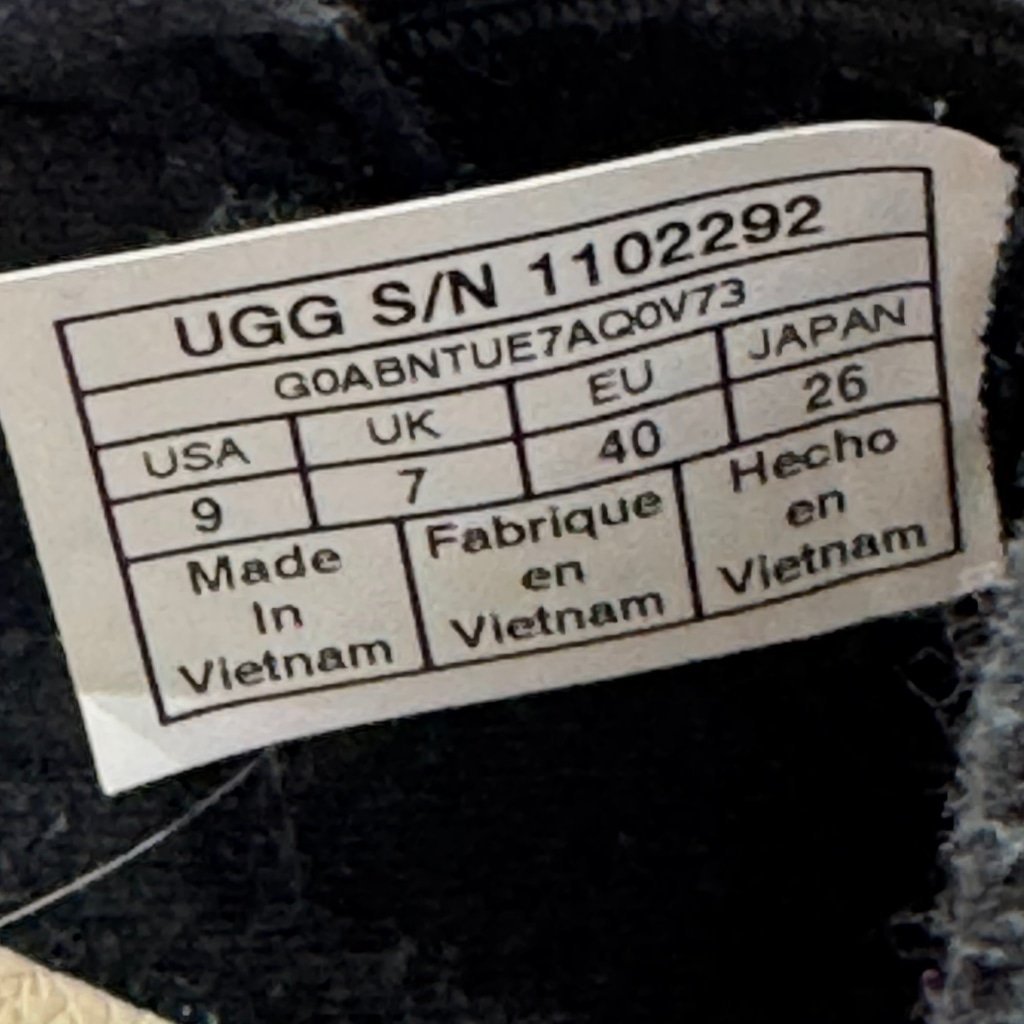 UGG S/N 1102292
G0ABNTUE7AQ0V73
USA UK EU JAPAN
9 7 40 26
Made
In
Vietnam
Fabrique
en
Vietnam
Hecho
en
Vietnam